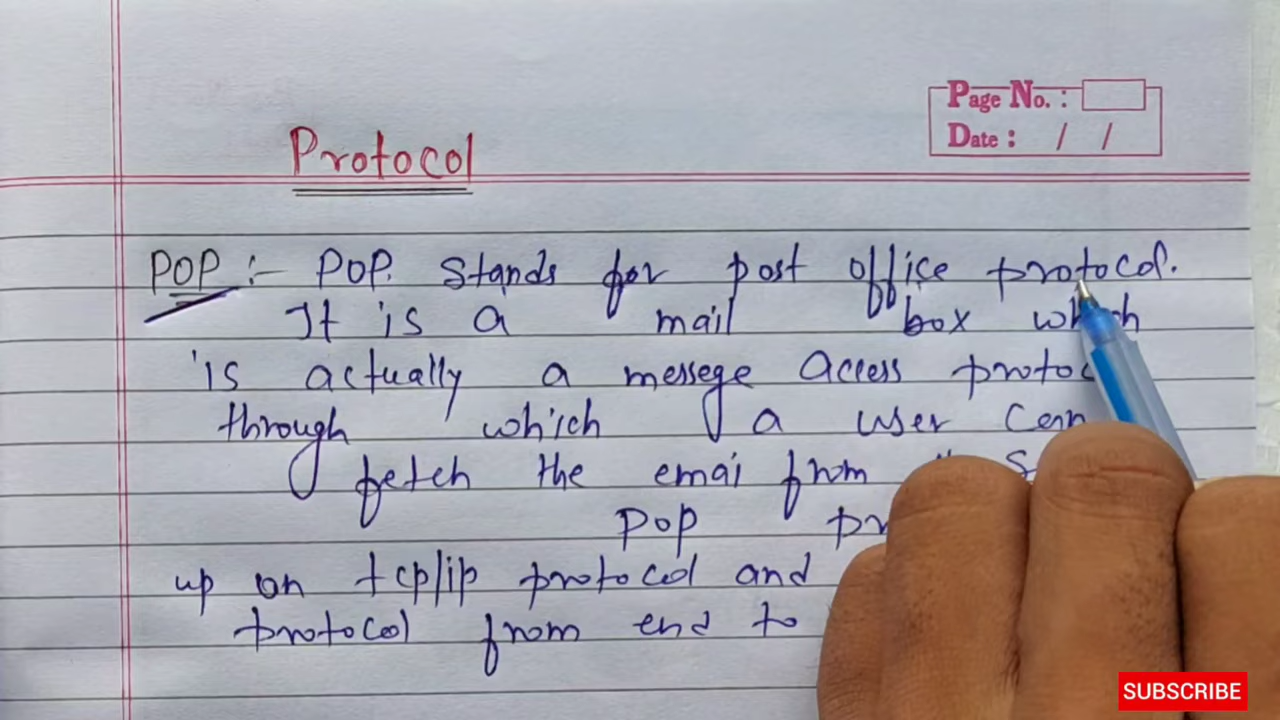 Page No. :
Date : / /
Protocol
POP :- POP. Stands for post office protocol.
It is a mail box which
is actually a messege Access
through which a user
fetch the emai from
POP
up on tcp/ip protocol and
protocol from end to
SUBSCRIBE